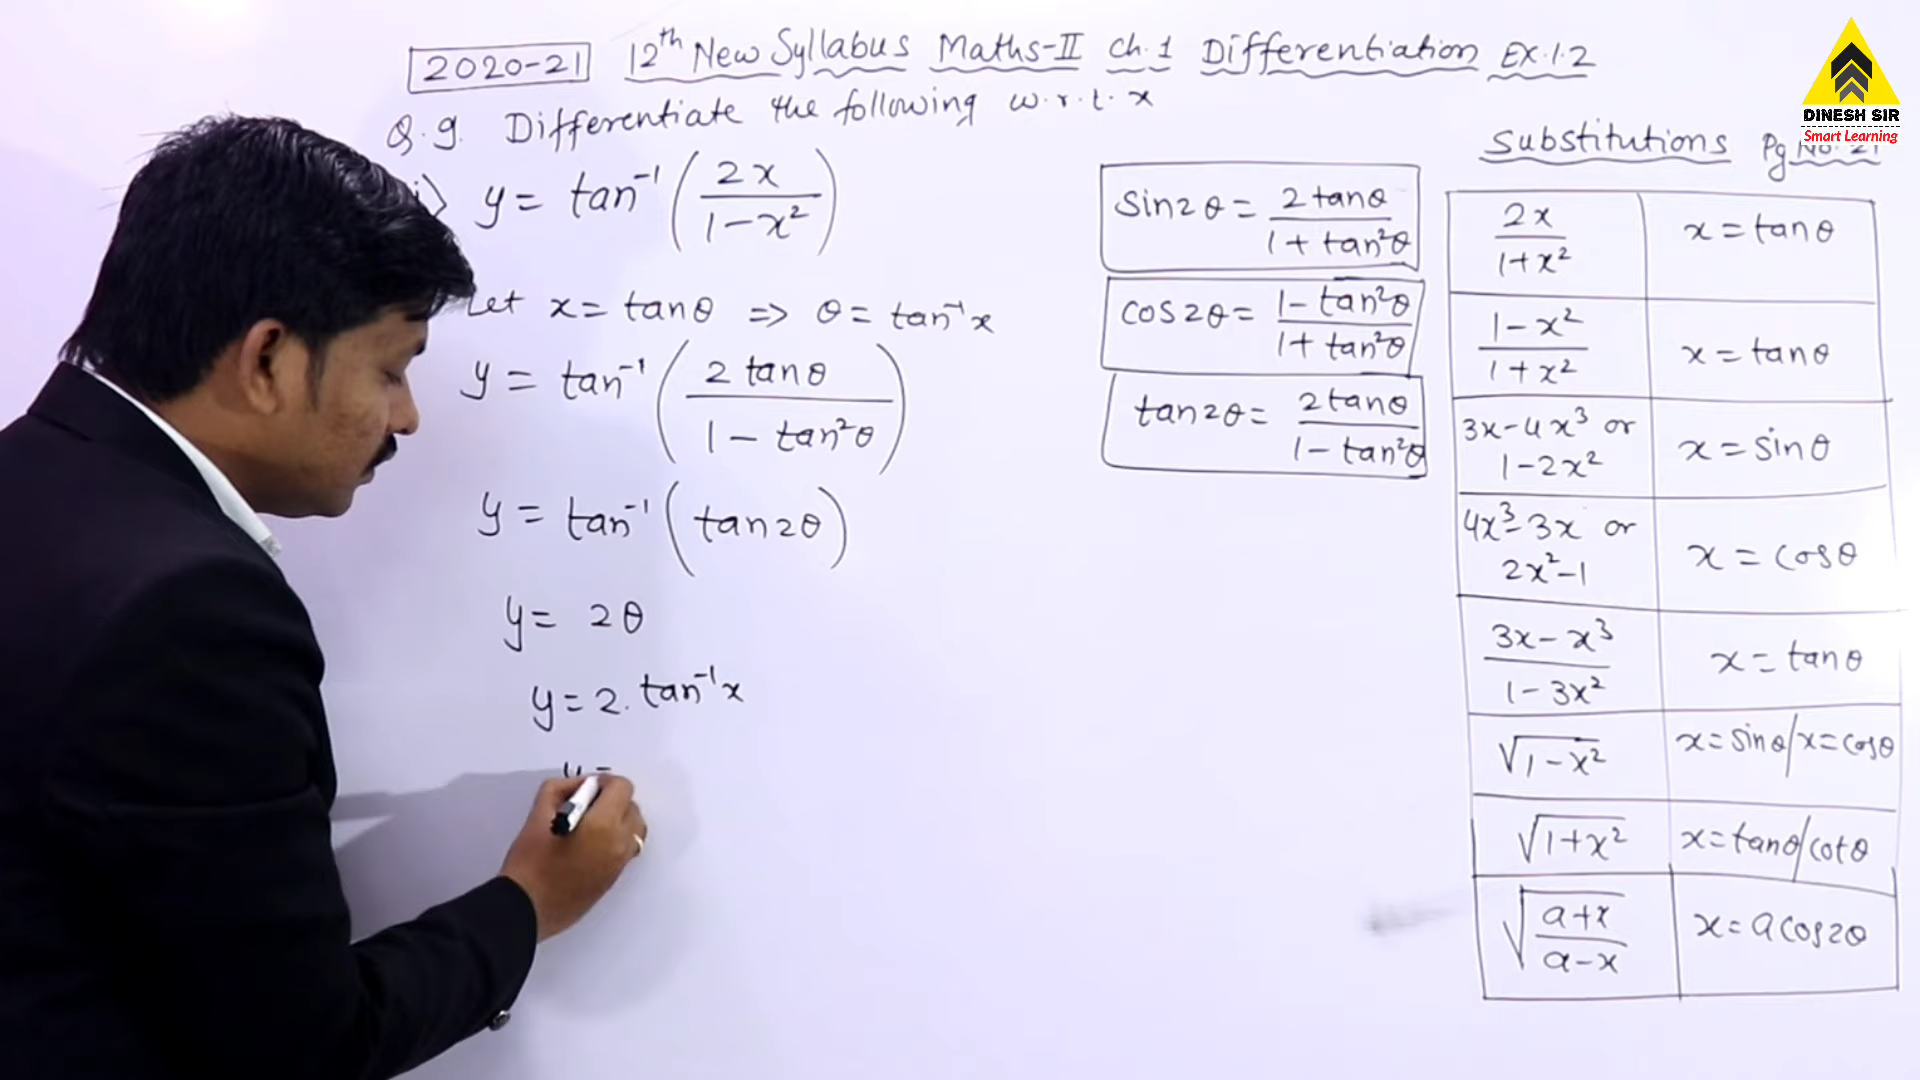 2020-21 12th New Syllabus Maths-II Ch.1 Differentiation Ex.1.2
Q.9. Differentiate the following w.r.t. x
) y = tan⁻¹(2x/(1-x²))
Let x = tanθ ⇒ θ = tan⁻¹x
y = tan⁻¹(2tanθ/(1-tan²θ))
y = tan⁻¹(tan2θ)
y = 2θ
y = 2. tan⁻¹x
y =
sin2θ = 2tanθ/(1+tan²θ)
cos2θ = (1-tan²θ)/(1+tan²θ)
tan2θ = 2tanθ/(1-tan²θ)
DINESH SIR
Smart Learning
Substitutions Pg No. 21
2x/(1+x²) x = tanθ
(1-x²)/(1+x²) x = tanθ
3x-4x³ or
1-2x² x = sinθ
4x³-3x or
2x²-1 x = cosθ
(3x-x³)/(1-3x²) x = tanθ
√(1-x²) x = sinθ/x = cosθ
√(1+x²) x = tanθ/cotθ
√((a+x)/(a-x)) x = acos2θ